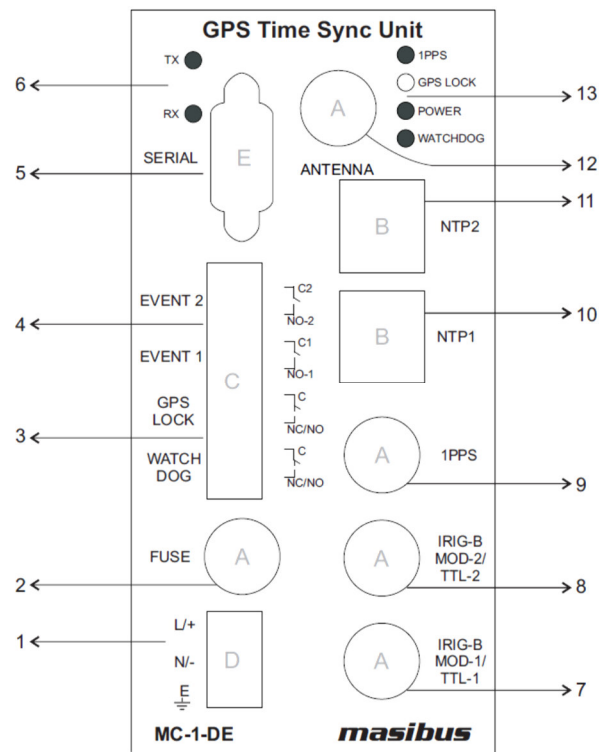 GPS Time Sync Unit
TX
1PPS
GPS LOCK
6
13
RX
POWER
WATCHDOG
A
SERIAL
E
12
5
ANTENNA
11
B
NTP2
EVENT 2
C2
NO-2
4
10
EVENT 1
C1
NO-1
B
NTP1
C
GPS
LOCK
C
NC/NO
3
WATCH
DOG
C
NC/NO
A
1PPS
9
FUSE
A
A
IRIG-B
MOD-2/
TTL-2
2
8
L/+
1
N/-
D
E
A
IRIG-B
MOD-1/
TTL-1
7
MC-1-DE
masibus